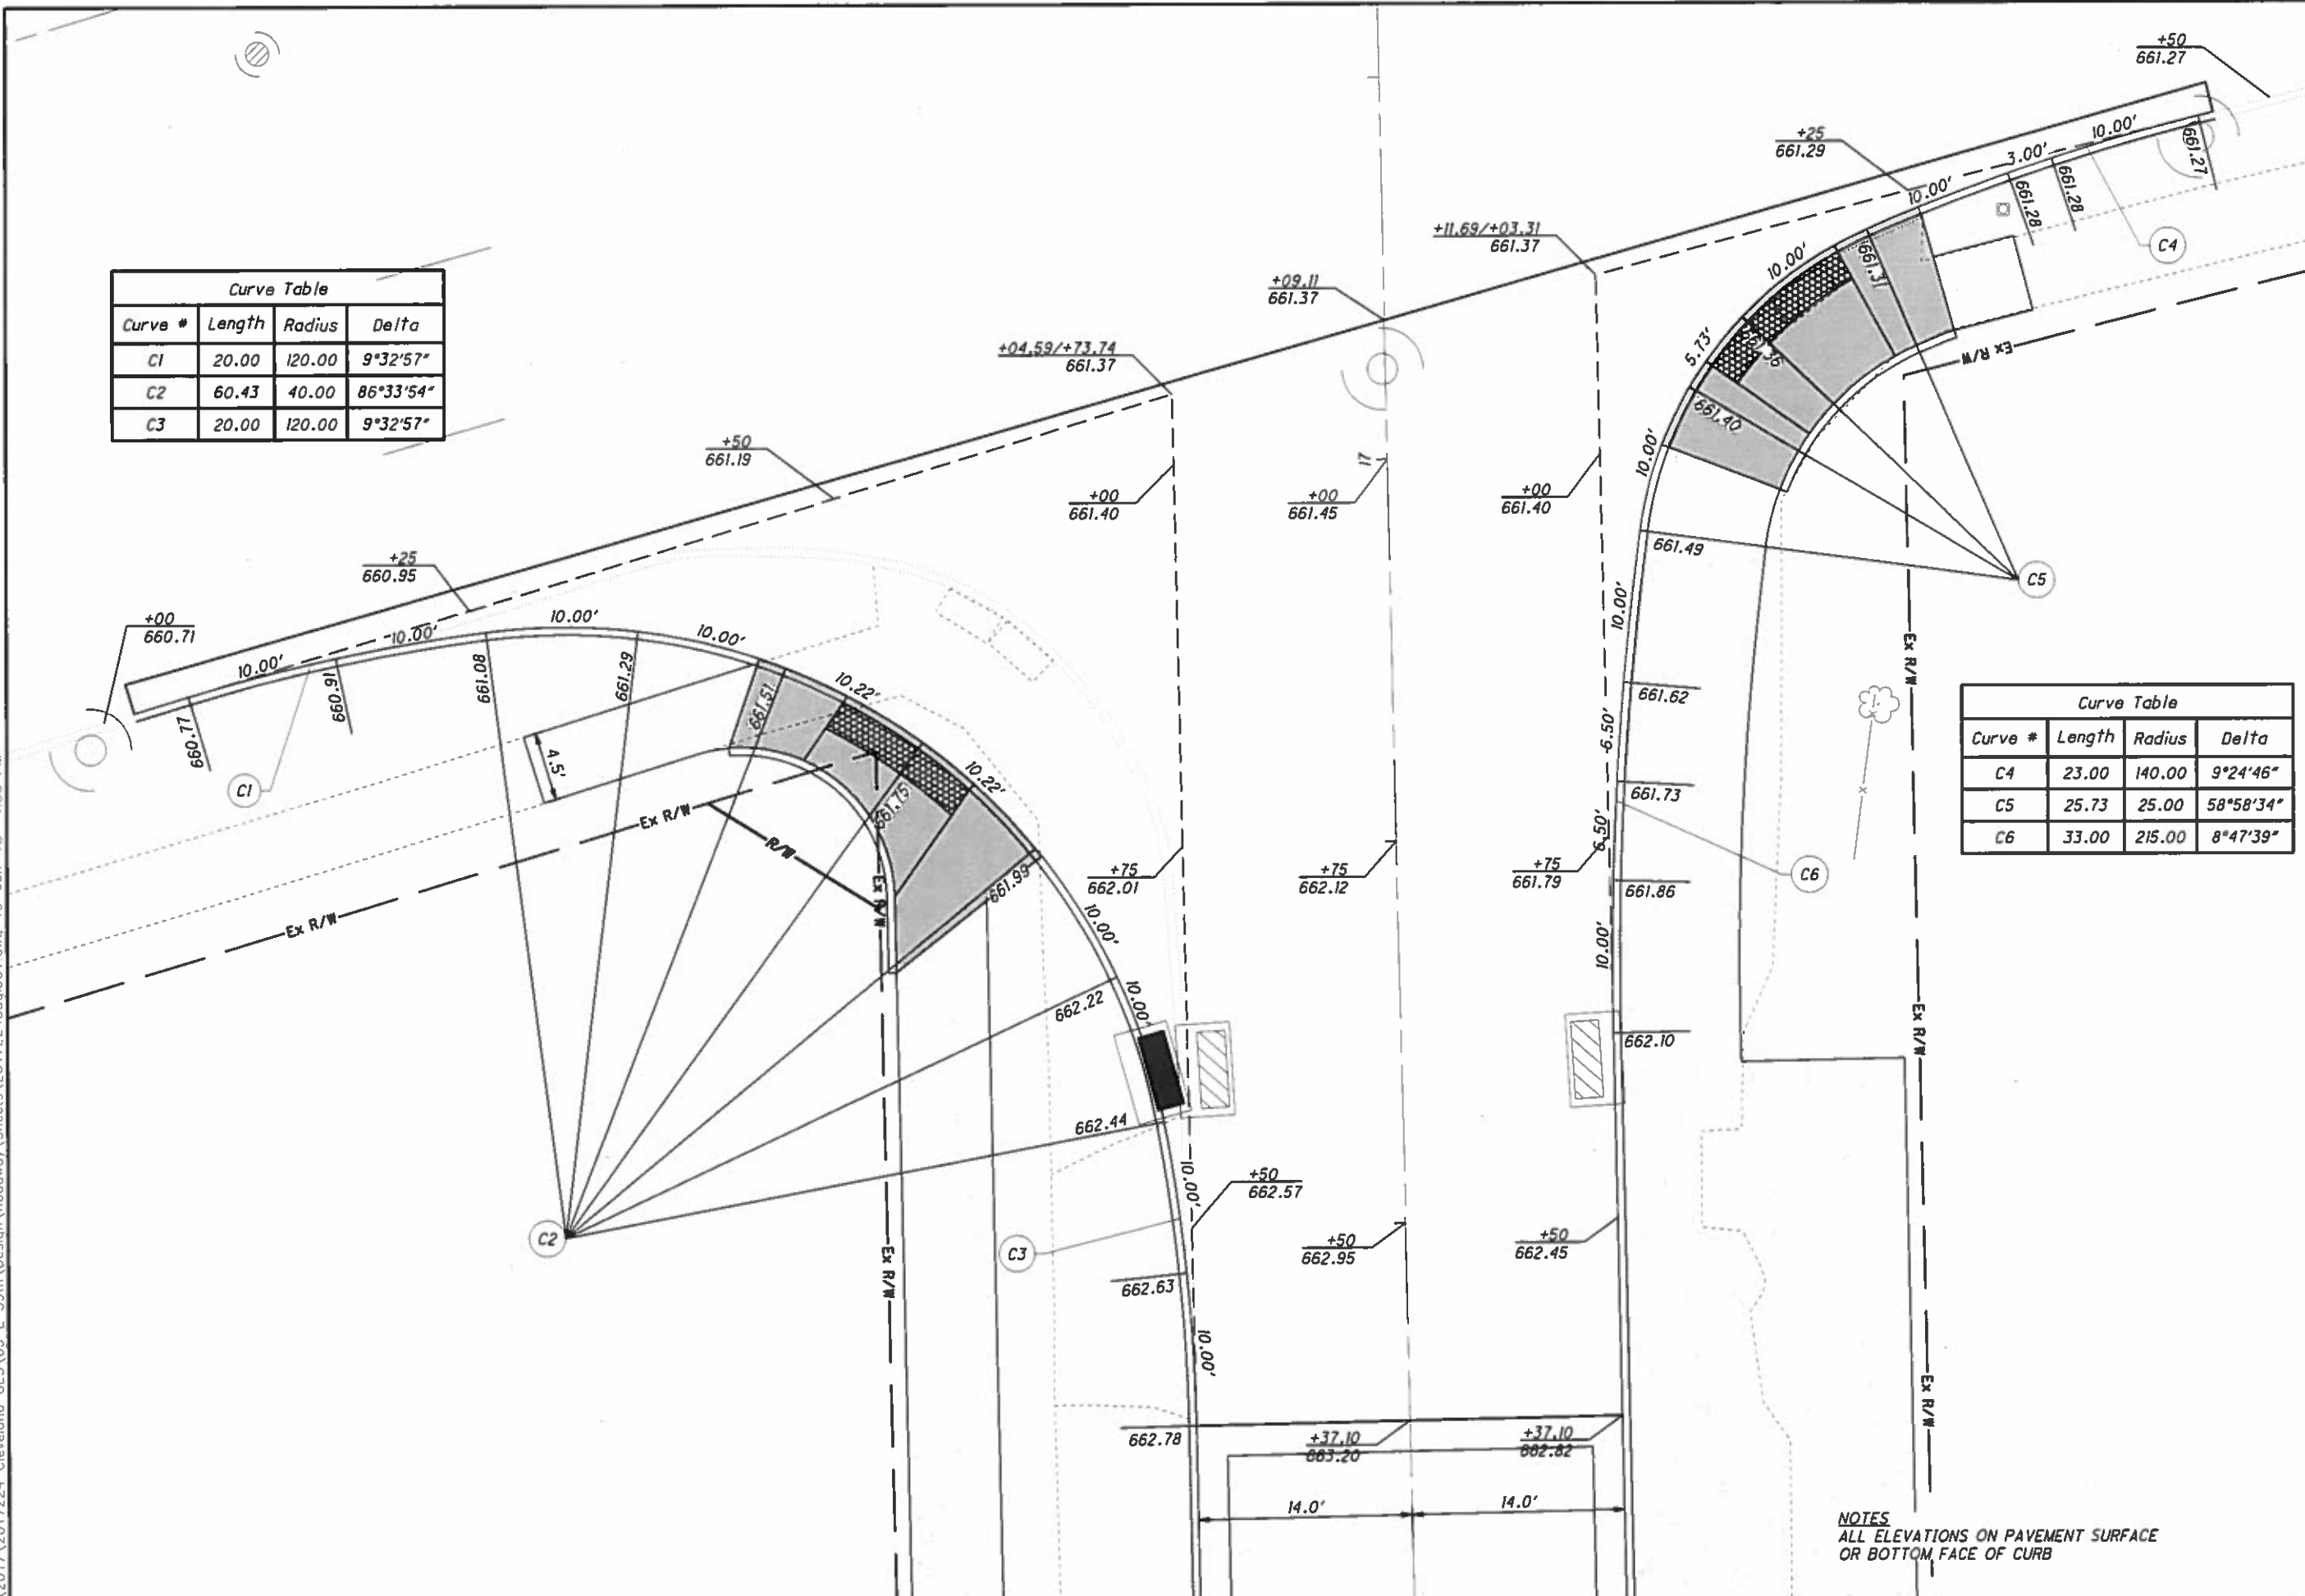 +50
661.27
+25
661.29
10.00'
3.00'
10.00'
661.27
661.28
661.28
C4
+11.69/+03.31
661.37
+09.11
661.37
+04.59/+73.74
661.37
+50
661.19
+25
660.95
+00
660.71
Curve Table
Curve # Length Radius Delta
C1 20.00 120.00 9°32'57"
C2 60.43 40.00 86°33'54"
C3 20.00 120.00 9°32'57"
10.00'
661.31
5.73'
661.40
10.00'
Ex R/W
17
+00
661.40
+00
661.45
+00
661.40
661.49
C5
10.00'
10.00'
10.00'
10.00'
10.00'
660.77
660.91
661.08
661.29
661.51
10.22'
10.22'
661.75
661.99
4.5'
C1
Ex R/W
R/W
Ex R/W
Ex R/W
Ex R/W
661.62
6.50'
661.73
6.50'
661.86
C6
Curve Table
Curve # Length Radius Delta
C4 23.00 140.00 9°24'46"
C5 25.73 25.00 58°58'34"
C6 33.00 215.00 8°47'39"
+75
662.01
+75
662.12
+75
661.79
10.00'
10.00'
10.00'
662.22
662.10
Ex R/W
662.44
C2
10.00'
+50
662.57
C3
+50
662.95
+50
662.45
Ex R/W
662.63
10.00'
Ex R/W
662.78
+37.10
663.20
+37.10
662.82
14.0'
14.0'
NOTES
ALL ELEVATIONS ON PAVEMENT SURFACE
OR BOTTOM FACE OF CURB